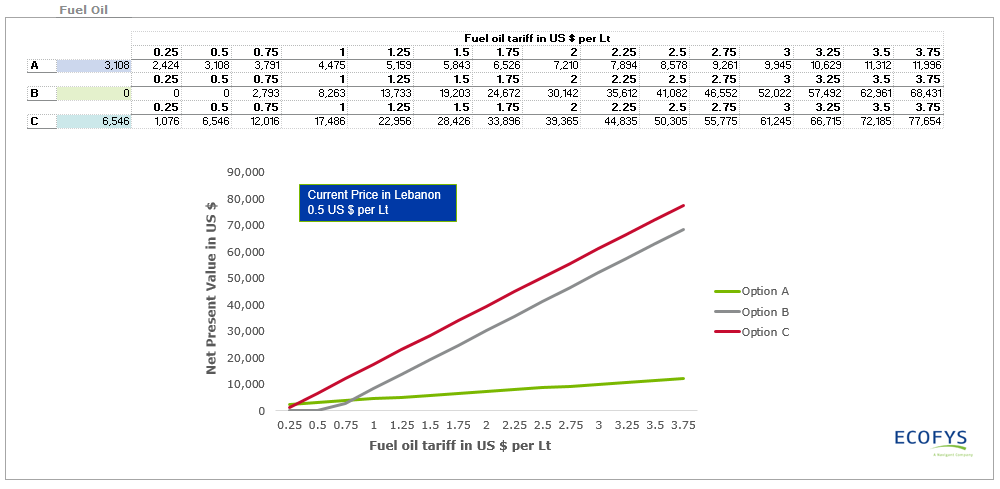 Fuel Oil
Fuel oil tariff in US $ per Lt
0.25 0.5 0.75 1 1.25 1.5 1.75 2 2.25 2.5 2.75 3 3.25 3.5 3.75
A 3,108 2,424 3,108 3,791 4,475 5,159 5,843 6,526 7,210 7,894 8,578 9,261 9,945 10,629 11,312 11,996
0.25 0.5 0.75 1 1.25 1.5 1.75 2 2.25 2.5 2.75 3 3.25 3.5 3.75
B 0 0 0 2,793 8,263 13,733 19,203 24,672 30,142 35,612 41,082 46,552 52,022 57,492 62,961 68,431
0.25 0.5 0.75 1 1.25 1.5 1.75 2 2.25 2.5 2.75 3 3.25 3.5 3.75
C 6,546 1,076 6,546 12,016 17,486 22,956 28,426 33,896 39,365 44,835 50,305 55,775 61,245 66,715 72,185 77,654
Net Present Value in US $
90,000
80,000
70,000
60,000
50,000
40,000
30,000
20,000
10,000
0
Current Price in Lebanon
0.5 US $ per Lt
0.25 0.5 0.75 1 1.25 1.5 1.75 2 2.25 2.5 2.75 3 3.25 3.5 3.75
Fuel oil tariff in US $ per Lt
Option A
Option B
Option C
ECOFYS
A Navigant Company